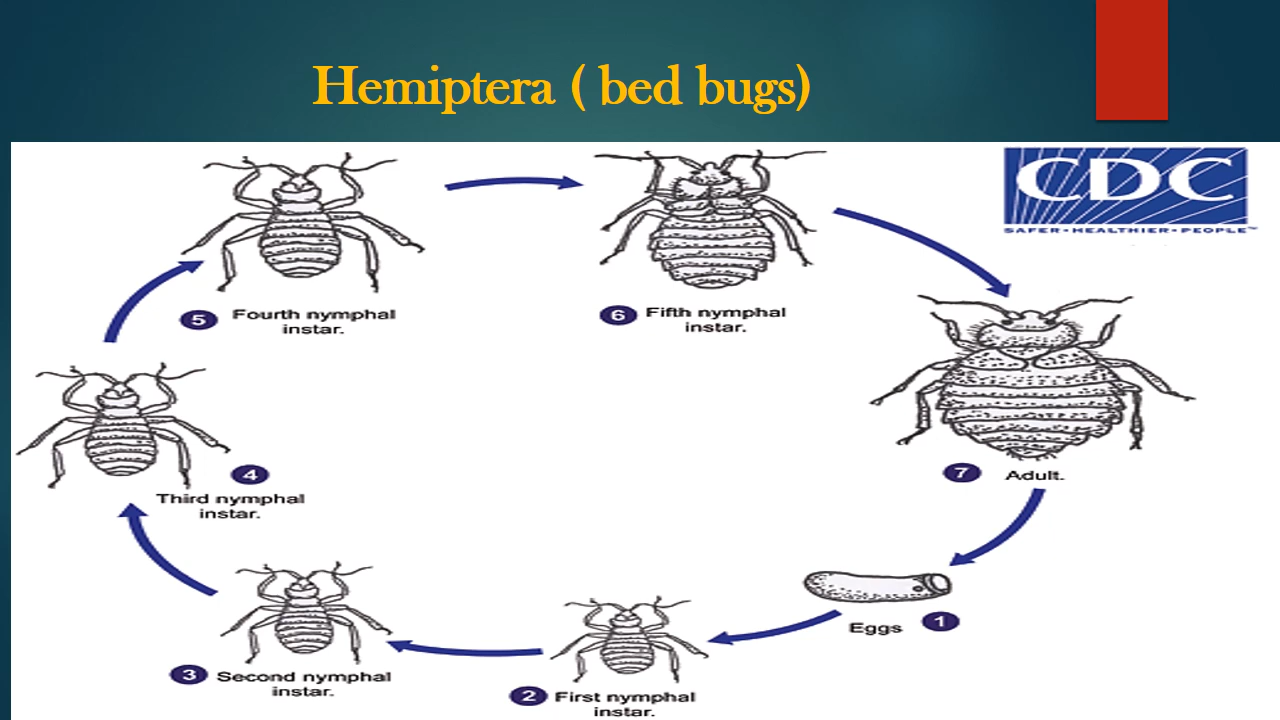 Hemiptera ( bed bugs)
CDC
SAFER•HEALTHIER•PEOPLE™
5 Fourth nymphal
instar.
6 Fifth nymphal
instar.
4
Third nymphal
instar.
7 Adult.
Eggs 1
3 Second nymphal
instar.
2 First nymphal
instar.